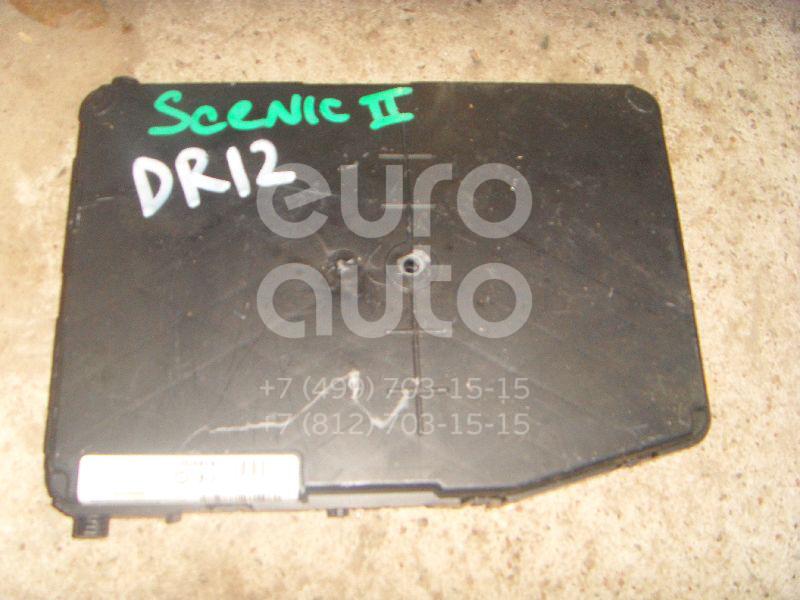 Scenic II
DR12
euro
auto
+7 (499) 703-15-15
+7 (812) 703-15-15